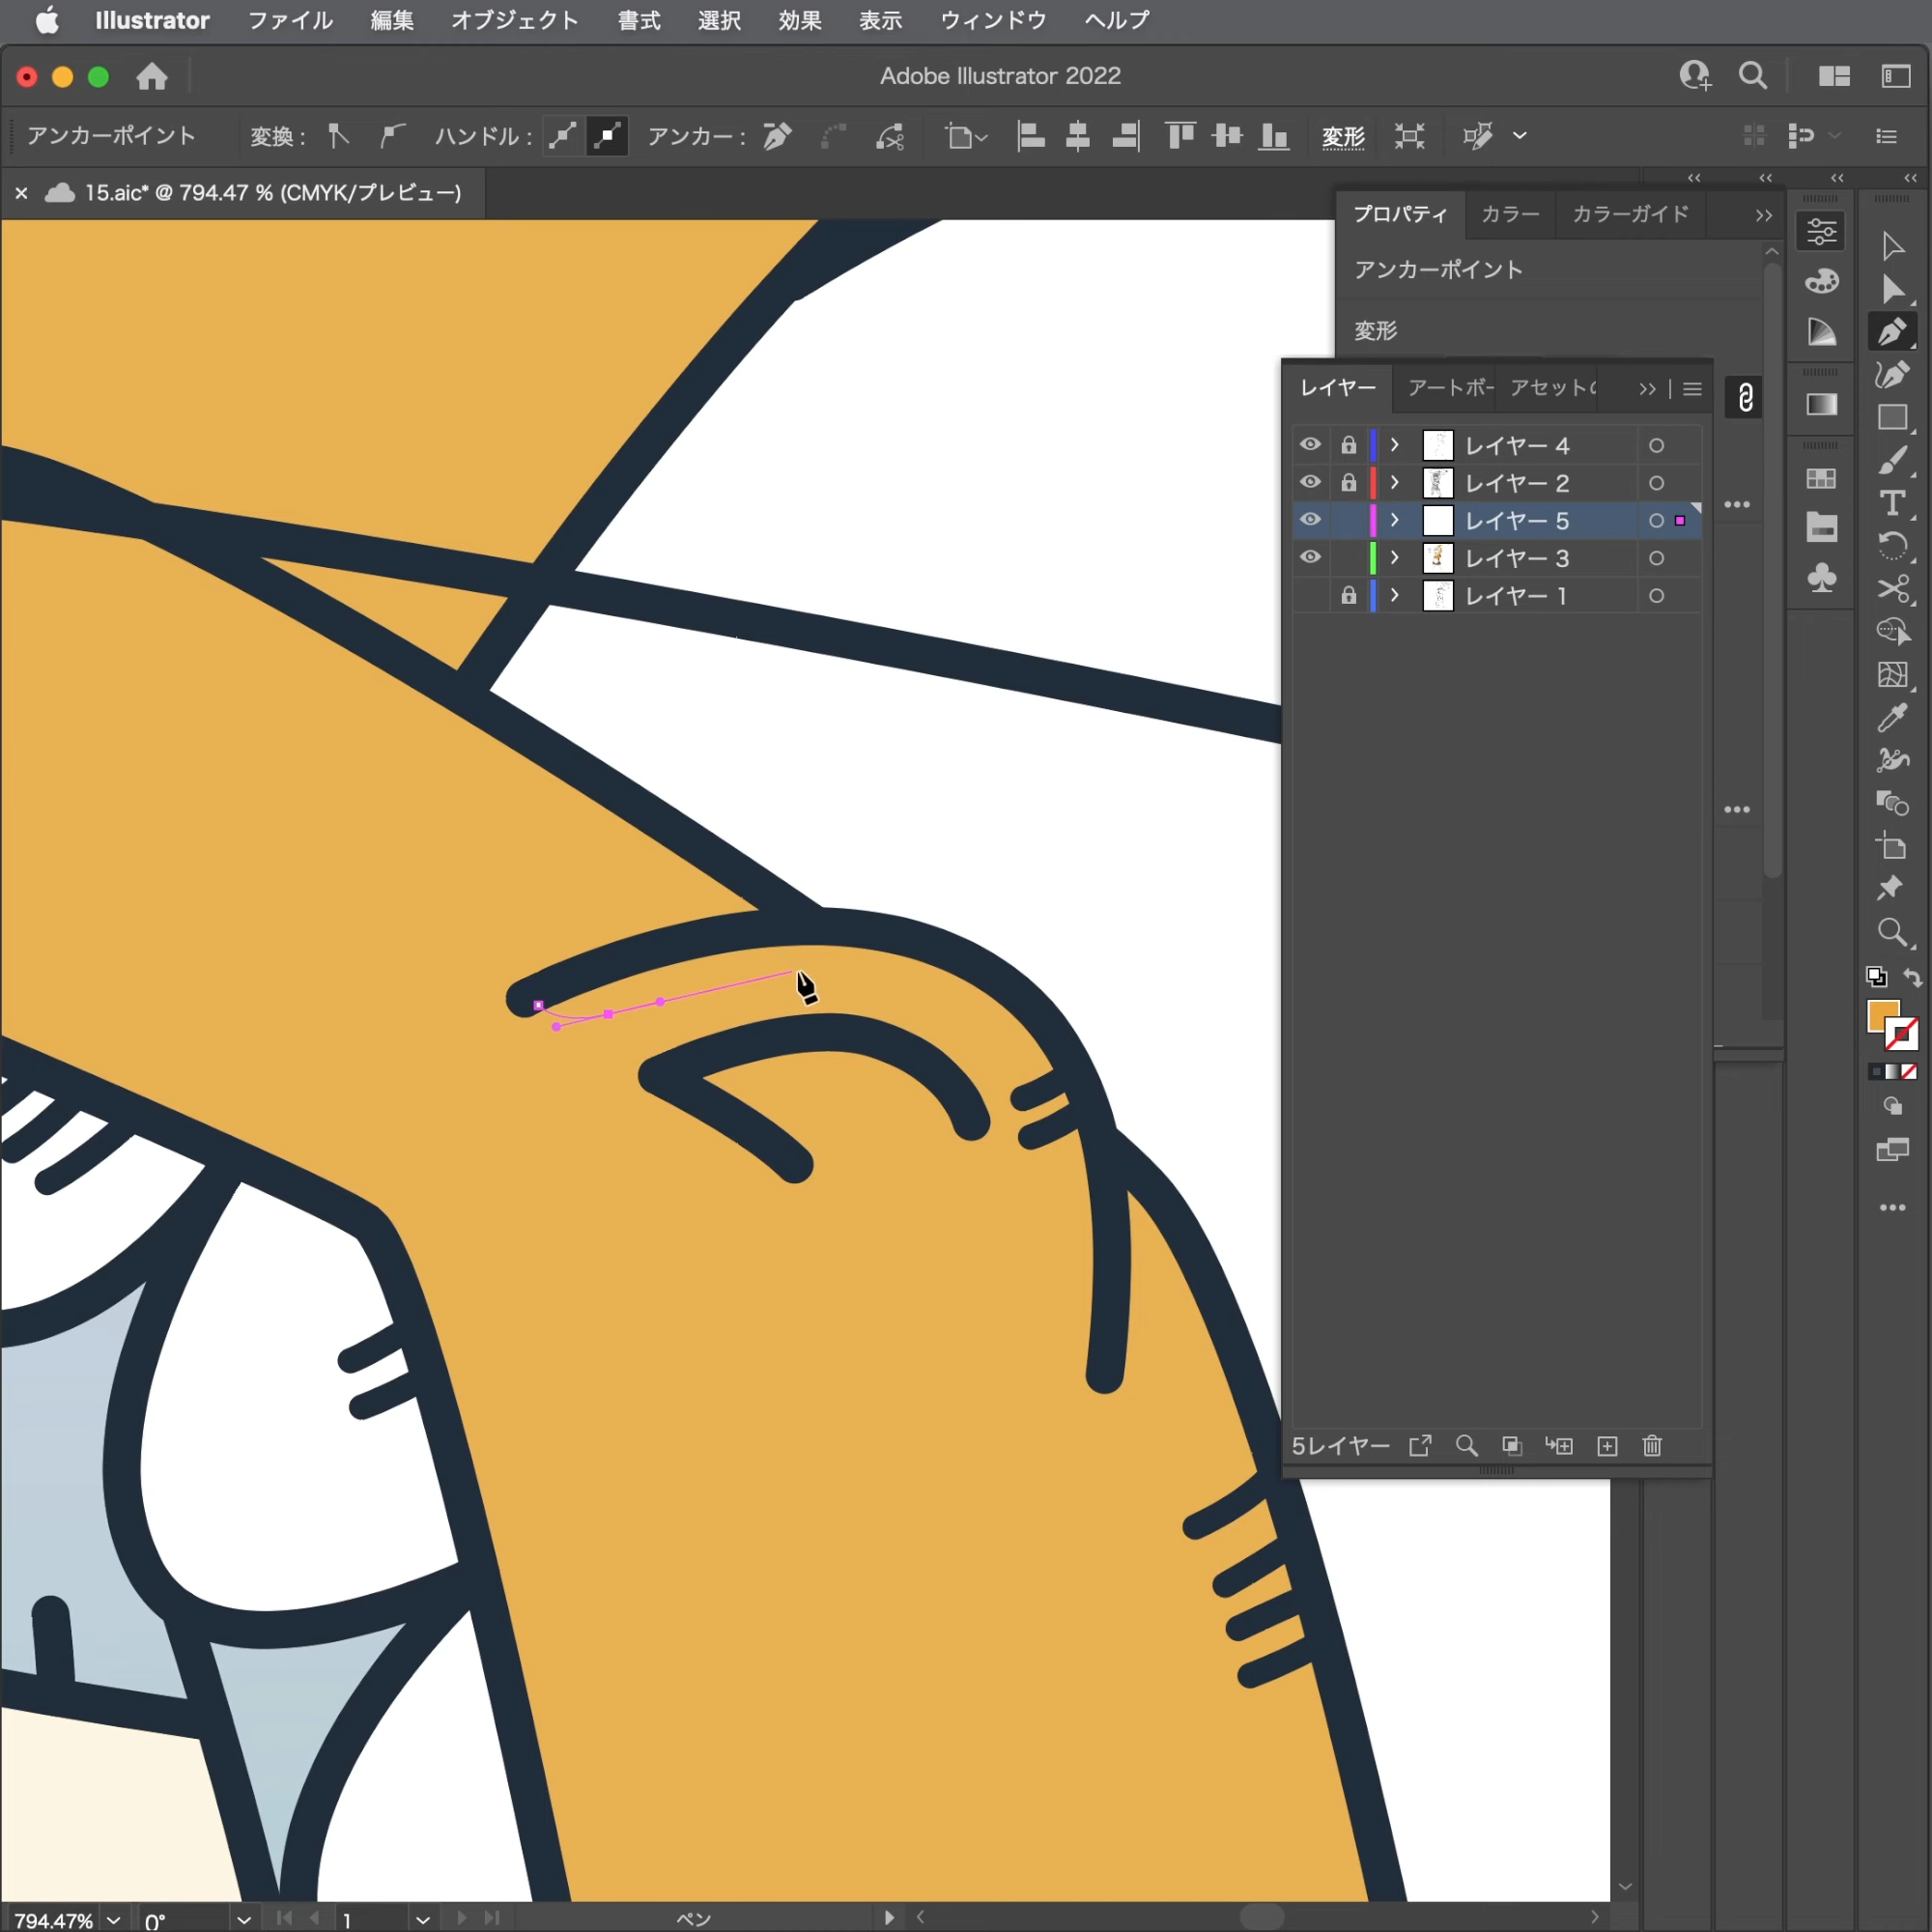 Illustrator ファイル 編集 オブジェクト 書式 選択 効果 表示 ウィンドウ ヘルプ
Adobe Illustrator 2022
アンカーポイント 変換： ハンドル： アンカー： 変形
× 15.aic* @ 794.47 % (CMYK/プレビュー)
プロパティ カラー カラーガイド
アンカーポイント
変形
レイヤー アートボー アセットの
レイヤー 4
レイヤー 2
レイヤー 5
レイヤー 3
レイヤー 1
5レイヤー
794.47% 0° 1 ペン